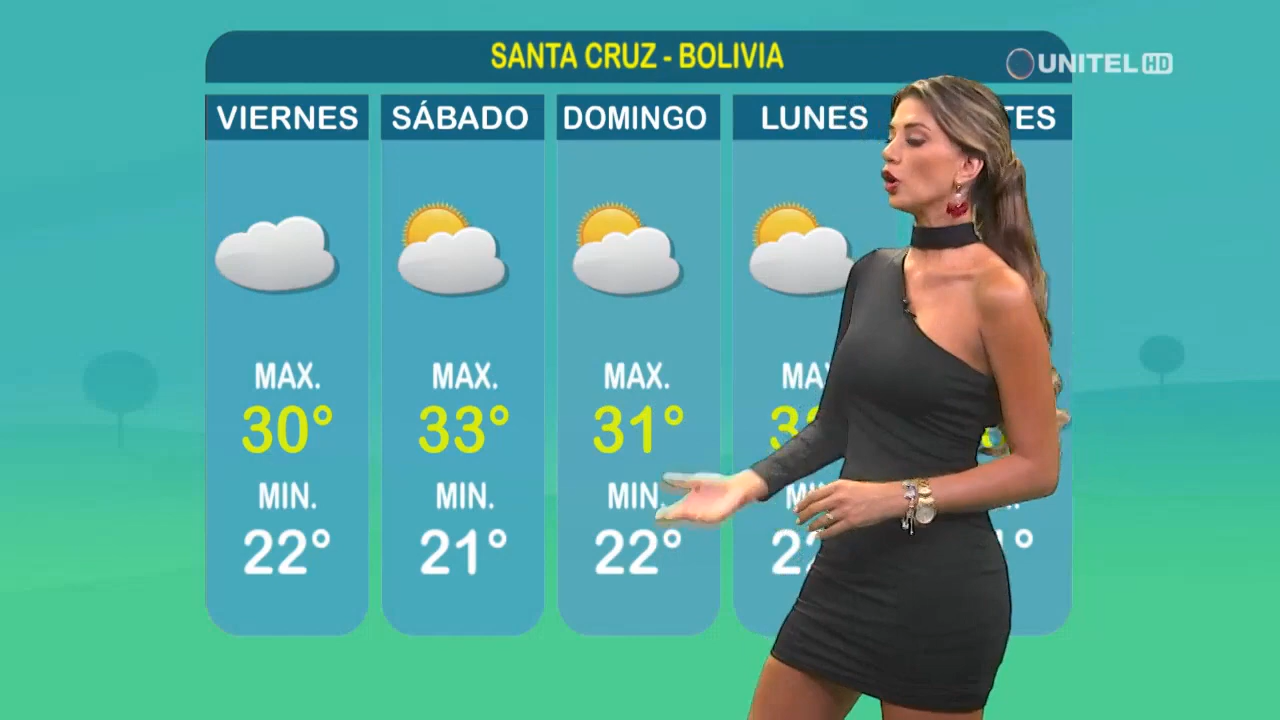 SANTA CRUZ - BOLIVIA
UNITEL HD
VIERNES
SÁBADO
DOMINGO
LUNES
MAX.
30°
MIN.
22°
MAX.
33°
MIN.
21°
MAX.
31°
MIN.
22°